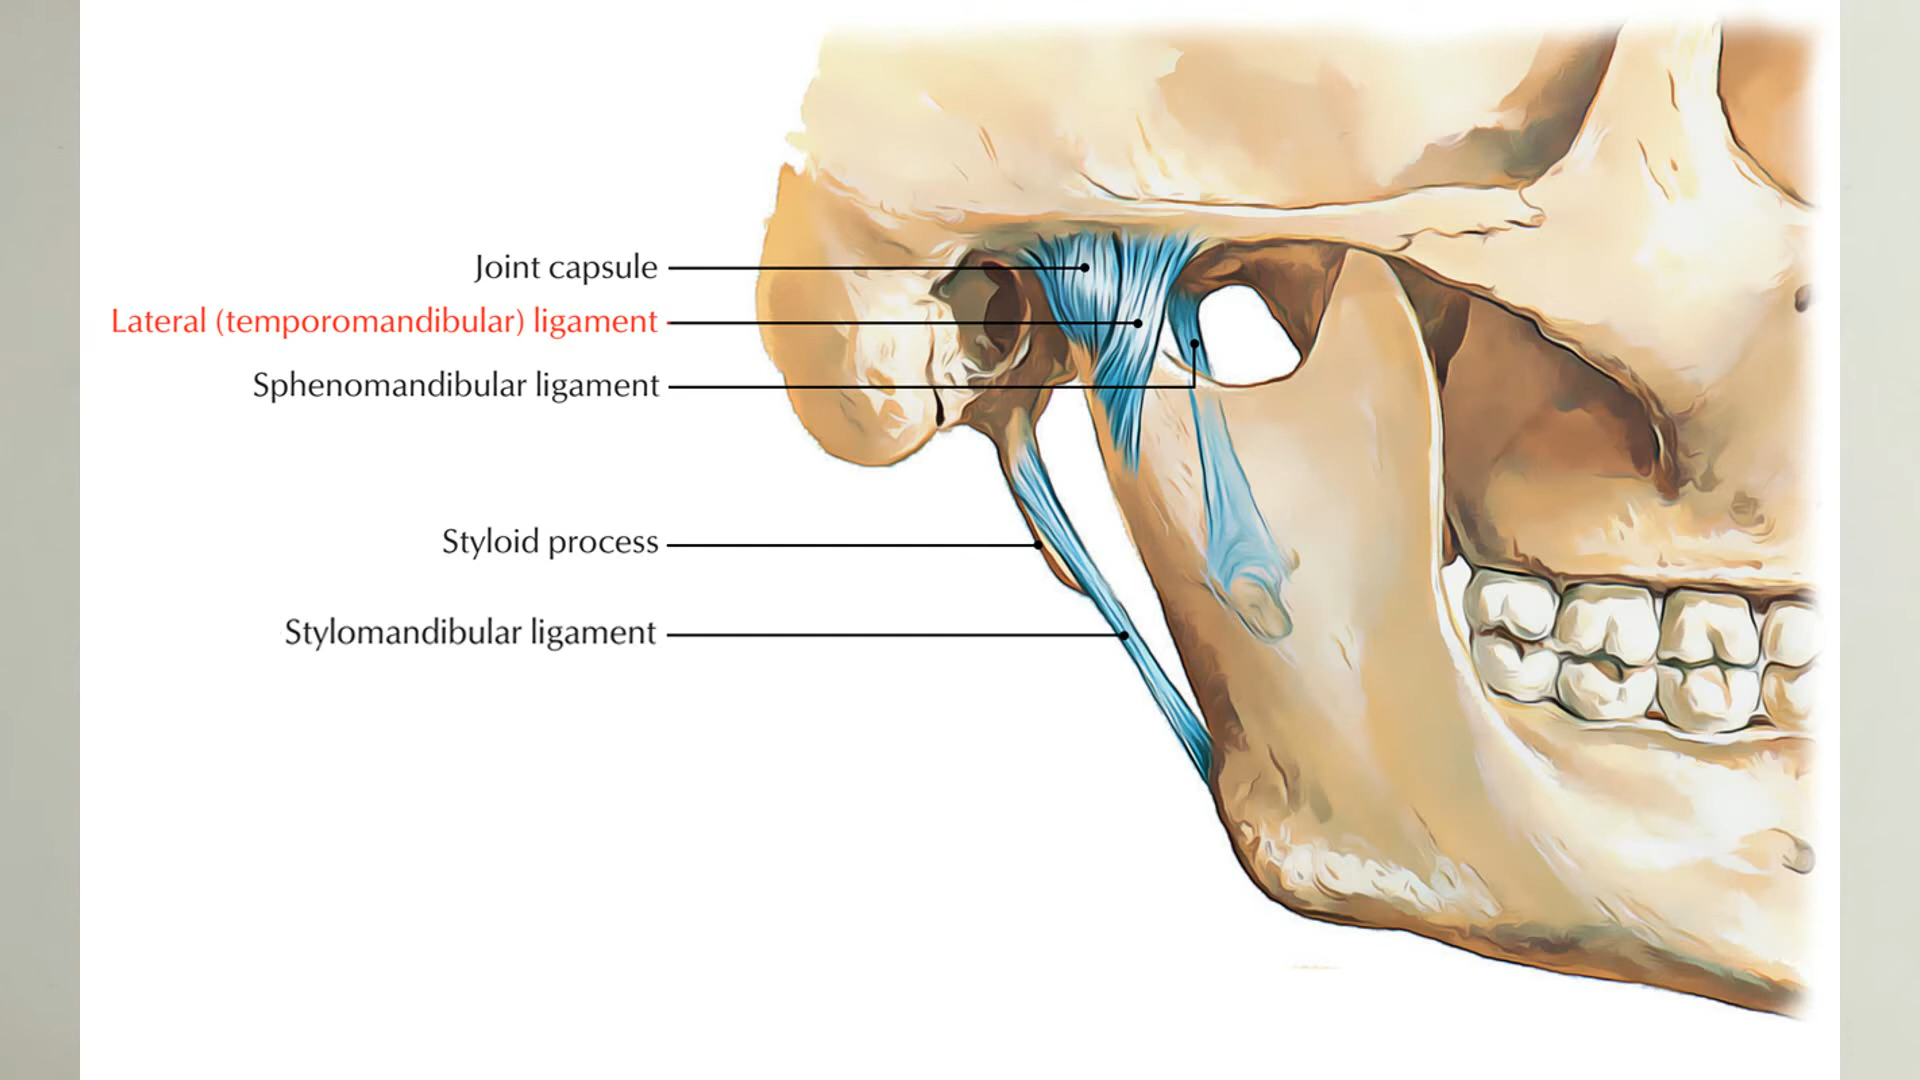 Joint capsule
Lateral (temporomandibular) ligament
Sphenomandibular ligament
Styloid process
Stylomandibular ligament